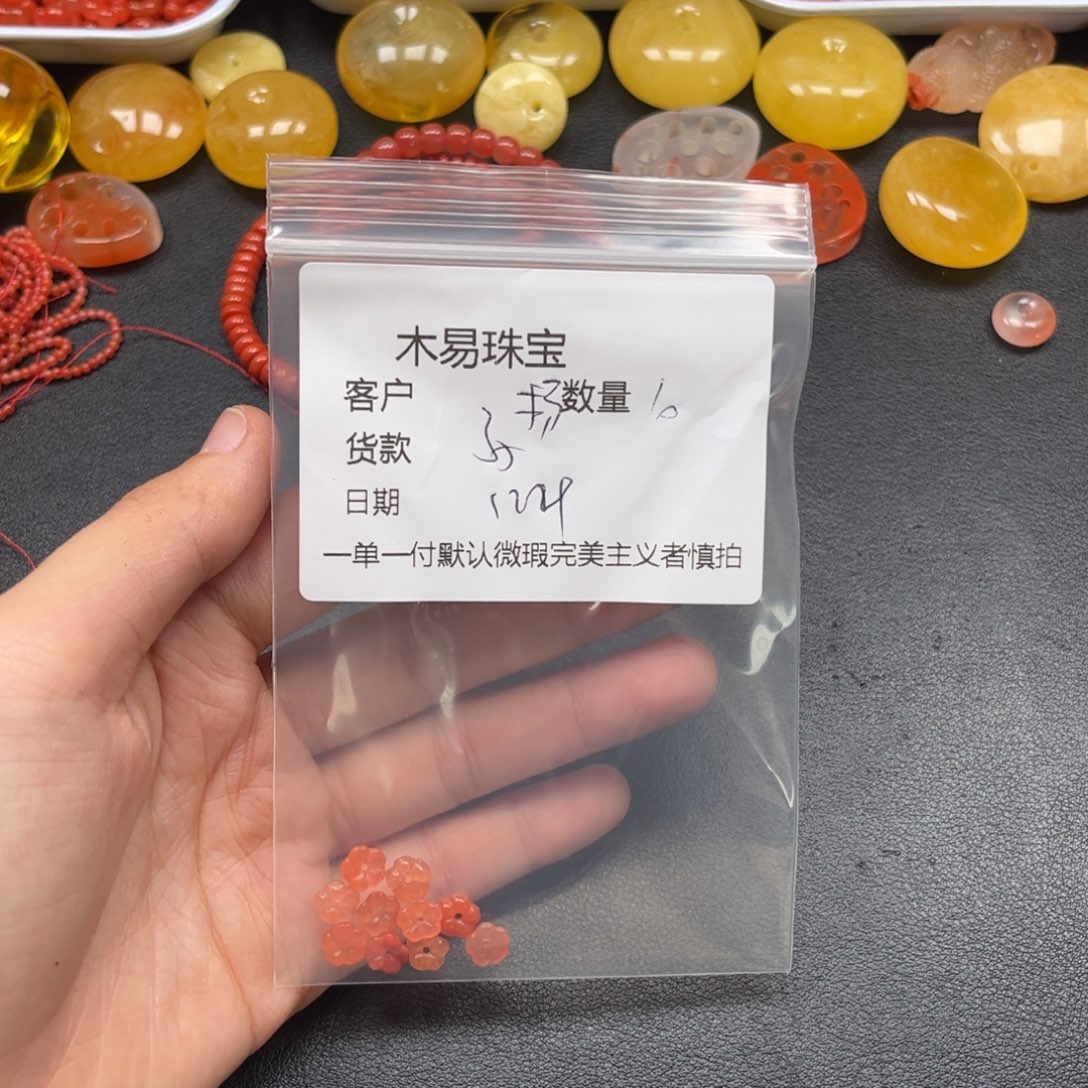 木易珠宝
客户 数量 10
货款
日期 1224
一单一付默认微瑕完美主义者慎拍